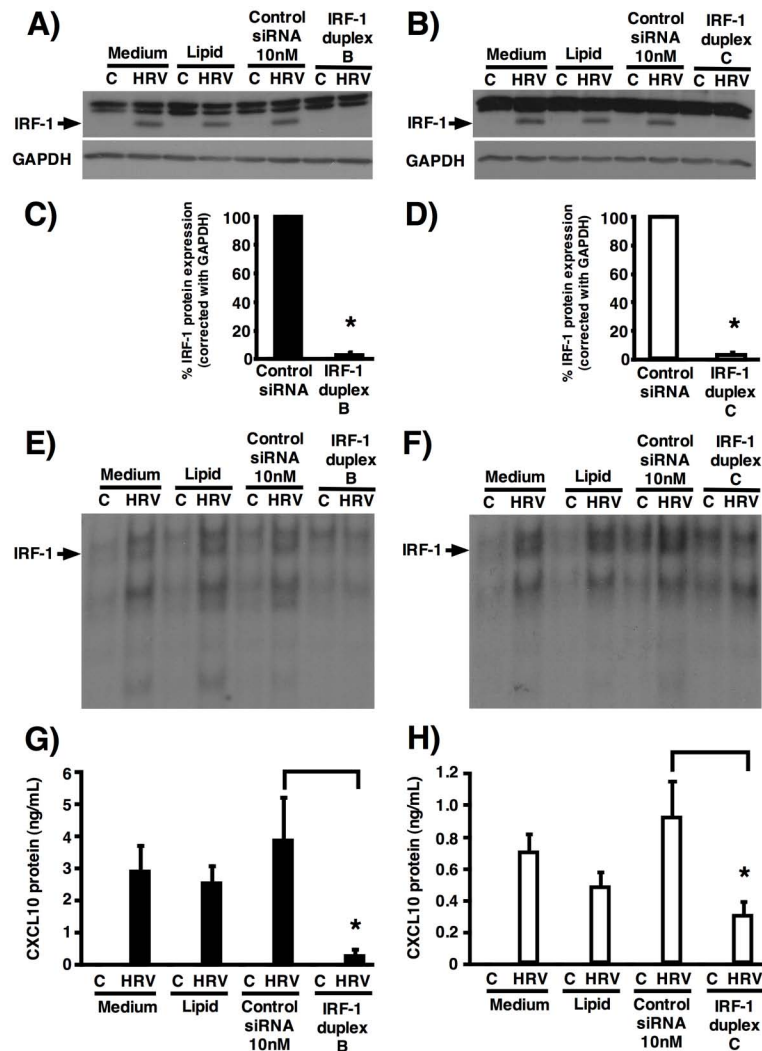 A)
Medium Lipid Control siRNA 10nM IRF-1 duplex B
C HRV C HRV C HRV C HRV
IRF-1
GAPDH
B)
Medium Lipid Control siRNA 10nM IRF-1 duplex C
C HRV C HRV C HRV C HRV
IRF-1
GAPDH
C)
% IRF-1 protein expression
(corrected with GAPDH)
100
80
60
40
20
0
*
Control siRNA
IRF-1 duplex B
D)
% IRF-1 protein expression
(corrected with GAPDH)
100
80
60
40
20
0
*
Control siRNA
IRF-1 duplex C
E)
Medium Lipid Control siRNA 10nM IRF-1 duplex B
C HRV C HRV C HRV C HRV
IRF-1
F)
Medium Lipid Control siRNA 10nM IRF-1 duplex C
C HRV C HRV C HRV C HRV
IRF-1
G)
CXCL10 protein (ng/mL)
6
5
4
3
2
1
0
*
C HRV C HRV C HRV C HRV
Medium Lipid Control siRNA 10nM IRF-1 duplex B
H)
CXCL10 protein (ng/mL)
1.2
1.0
0.8
0.6
0.4
0.2
0
*
C HRV C HRV C HRV C HRV
Medium Lipid Control siRNA 10nM IRF-1 duplex C